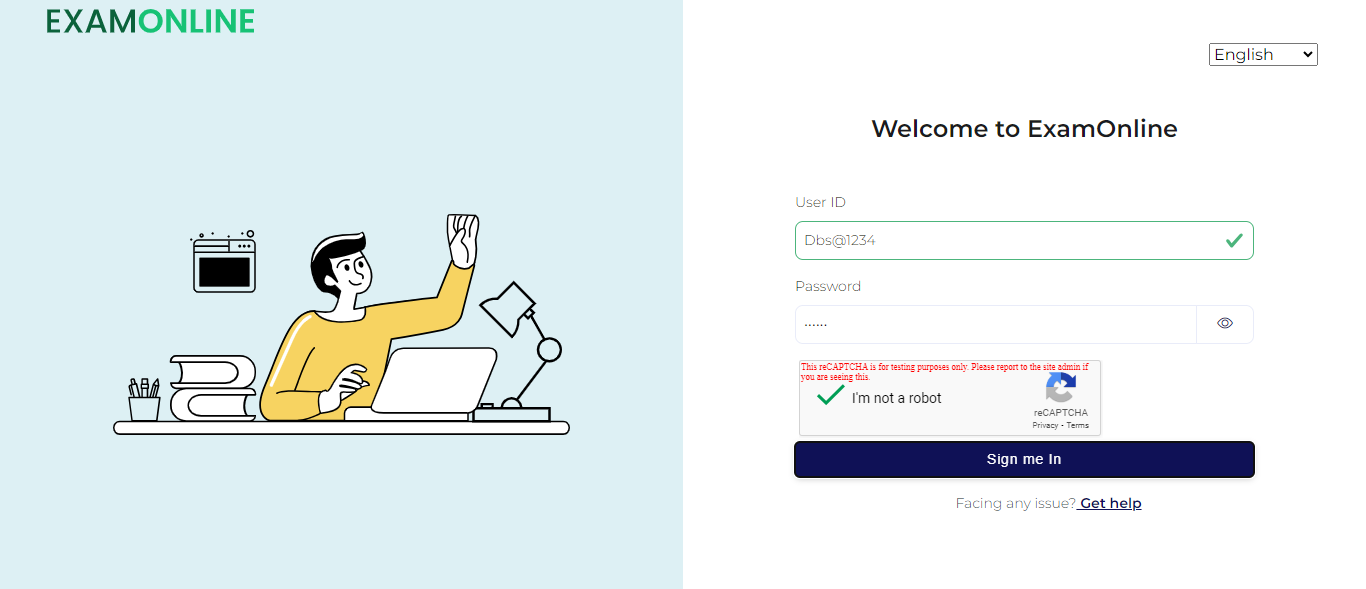 EXAMONLINE
English
Welcome to ExamOnline
User ID
Dbs@1234
Password
······
This reCAPTCHA is for testing purposes only. Please report to the site admin if
you are seeing this.
I'm not a robot
reCAPTCHA
Privacy - Terms
Sign me In
Facing any issue? Get help